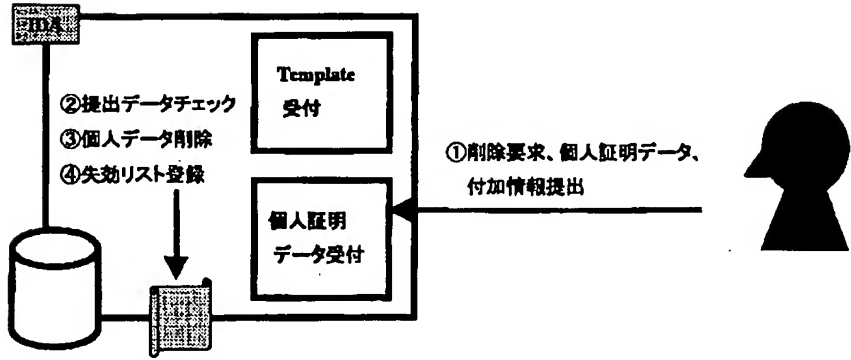 IDA
Template
受付
②提出データチェック
③個人データ削除
④失効リスト登録
①削除要求、個人証明データ、
付加情報提出
個人証明
データ受付